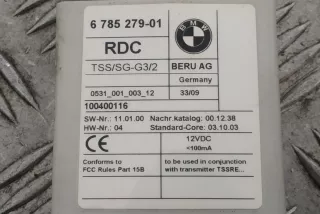 6 785 279-01
BMW
RDC
TSS/SG-G3/2
BERU AG
Germany
0531_001_003_12
33/09
100400116
SW-Nr.: 11.01.00 Nachr.katalog: 00.12.38
HW-Nr.: 04 Standard-Core: 03.10.03
CE
12VDC
<100mA
Conforms to
FCC Rules Part 15B
to be used in conjunction
with transmitter TSSRE...